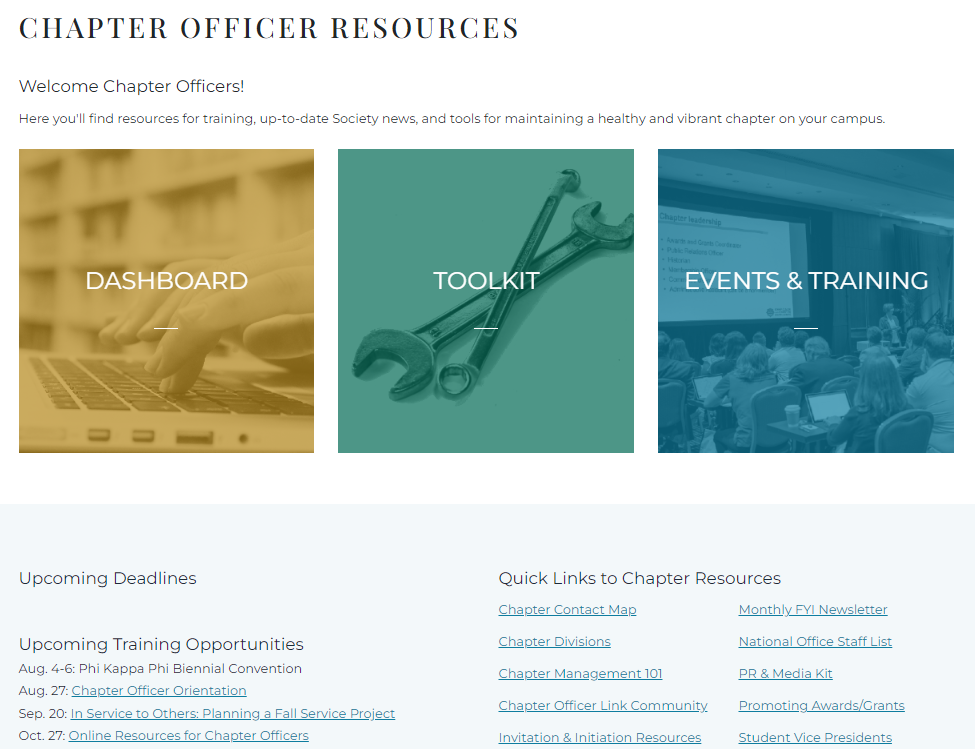 CHAPTER OFFICER RESOURCES
Welcome Chapter Officers!
Here you'll find resources for training, up-to-date Society news, and tools for maintaining a healthy and vibrant chapter on your campus.
DASHBOARD
TOOLKIT
Chapter leadership
EVENTS & TRAINING
Upcoming Deadlines
Upcoming Training Opportunities
Aug. 4-6: Phi Kappa Phi Biennial Convention
Aug. 27: Chapter Officer Orientation
Sep. 20: In Service to Others: Planning a Fall Service Project
Oct. 27: Online Resources for Chapter Officers
Quick Links to Chapter Resources
Chapter Contact Map
Chapter Divisions
Chapter Management 101
Chapter Officer Link Community
Invitation & Initiation Resources
Monthly FYI Newsletter
National Office Staff List
PR & Media Kit
Promoting Awards/Grants
Student Vice Presidents